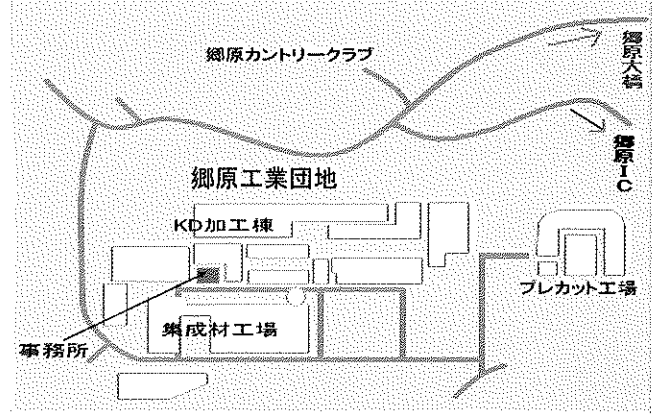 郷原カントリークラブ
郷原大橋
郷原IC
郷原工業団地
KD加工棟
プレカット工場
集成材工場
事務所